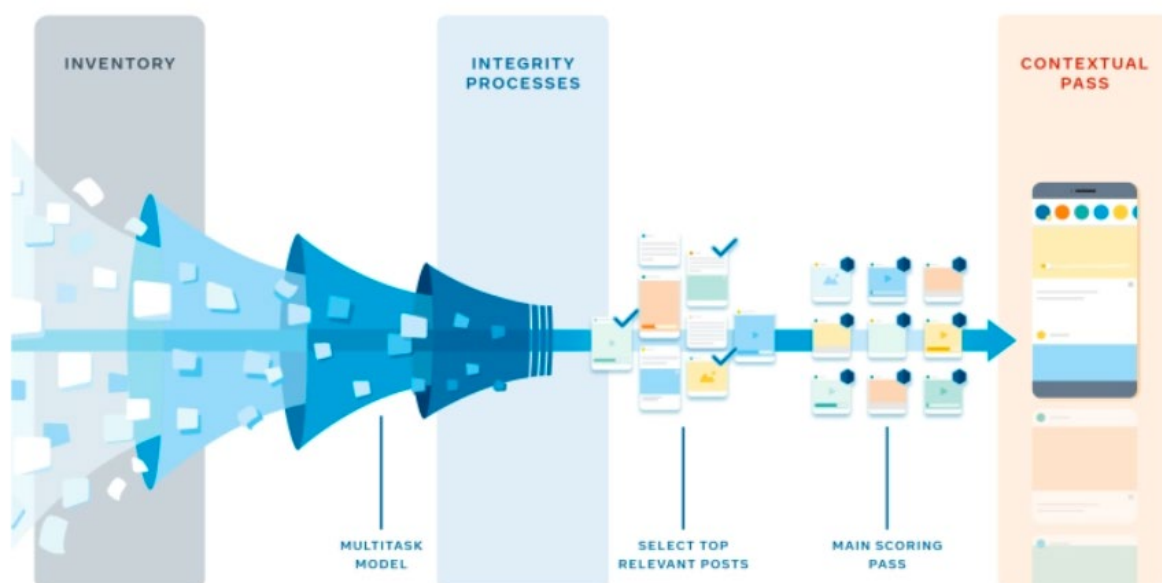 INVENTORY
INTEGRITY
PROCESSES
CONTEXTUAL
PASS
MULTITASK
MODEL
SELECT TOP
RELEVANT POSTS
MAIN SCORING
PASS